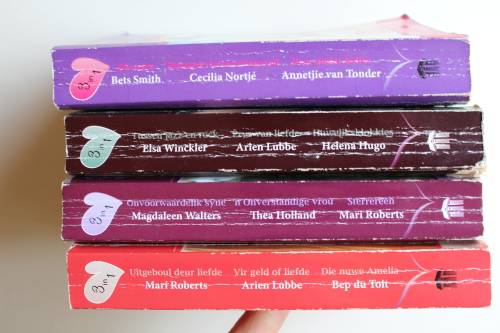 3 in 1
Bets Smith Cecilia Nortjé Annetjie van Tonder
3 in 1
Tussen jazz en rock Prys van liefde Huweliksklokkies
Elsa Winckler Arien Lubbe Helena Hugo
3 in 1
Onvoorwaardelik syne 'n Onverstandige vrou Sterrereën
Magdaleen Walters Thea Holland Mari Roberts
3 in 1
Uitgeboul deur liefde Vir geld of liefde Die nuwe Amelia
Mari Roberts Arien Lubbe Bep du Toit